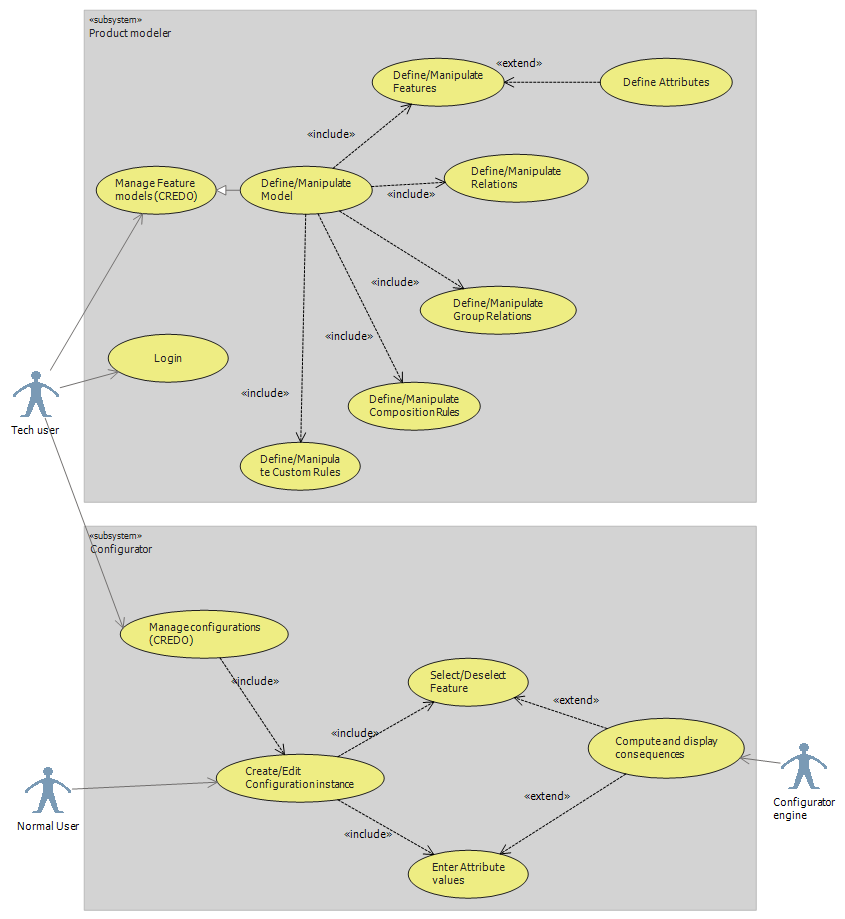 «subsystem»
Product modeler
Define/Manipulate
Features
«extend»
Define Attributes
«include»
Manage Feature
models (CREDO)
Define/Manipulate
Model
«include»
Define/Manipulate
Relations
«include»
Define/Manipulate
Group Relations
Login
«include»
Tech user
«include»
Define/Manipulate
Composition Rules
Define/Manipula
te Custom Rules
«subsystem»
Configurator
Manage configurations
(CREDO)
«include»
Select/Deselect
Feature
«extend»
«include»
Compute and display
consequences
Create/Edit
Configuration instance
Normal User
«extend»
Configurator
engine
«include»
Enter Attribute
values